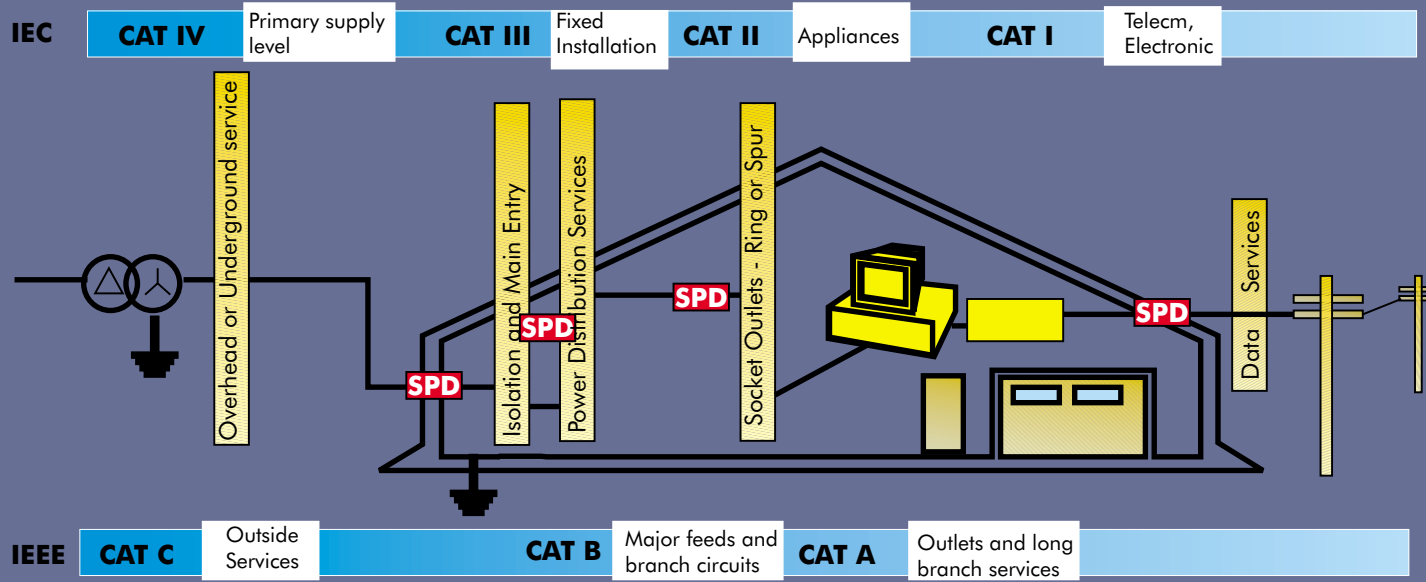 IEC
CAT IV
Primary supply
level
CAT III
Fixed
Installation
CAT II
Appliances
CAT I
Telecm,
Electronic
Overhead or Underground service
Isolation and Main Entry
Power Distribution Services
Socket Outlets - Ring or Spur
Data Services
SPD
SPD
SPD
SPD
IEEE
CAT C
Outside
Services
CAT B
Major feeds and
branch circuits
CAT A
Outlets and long
branch services